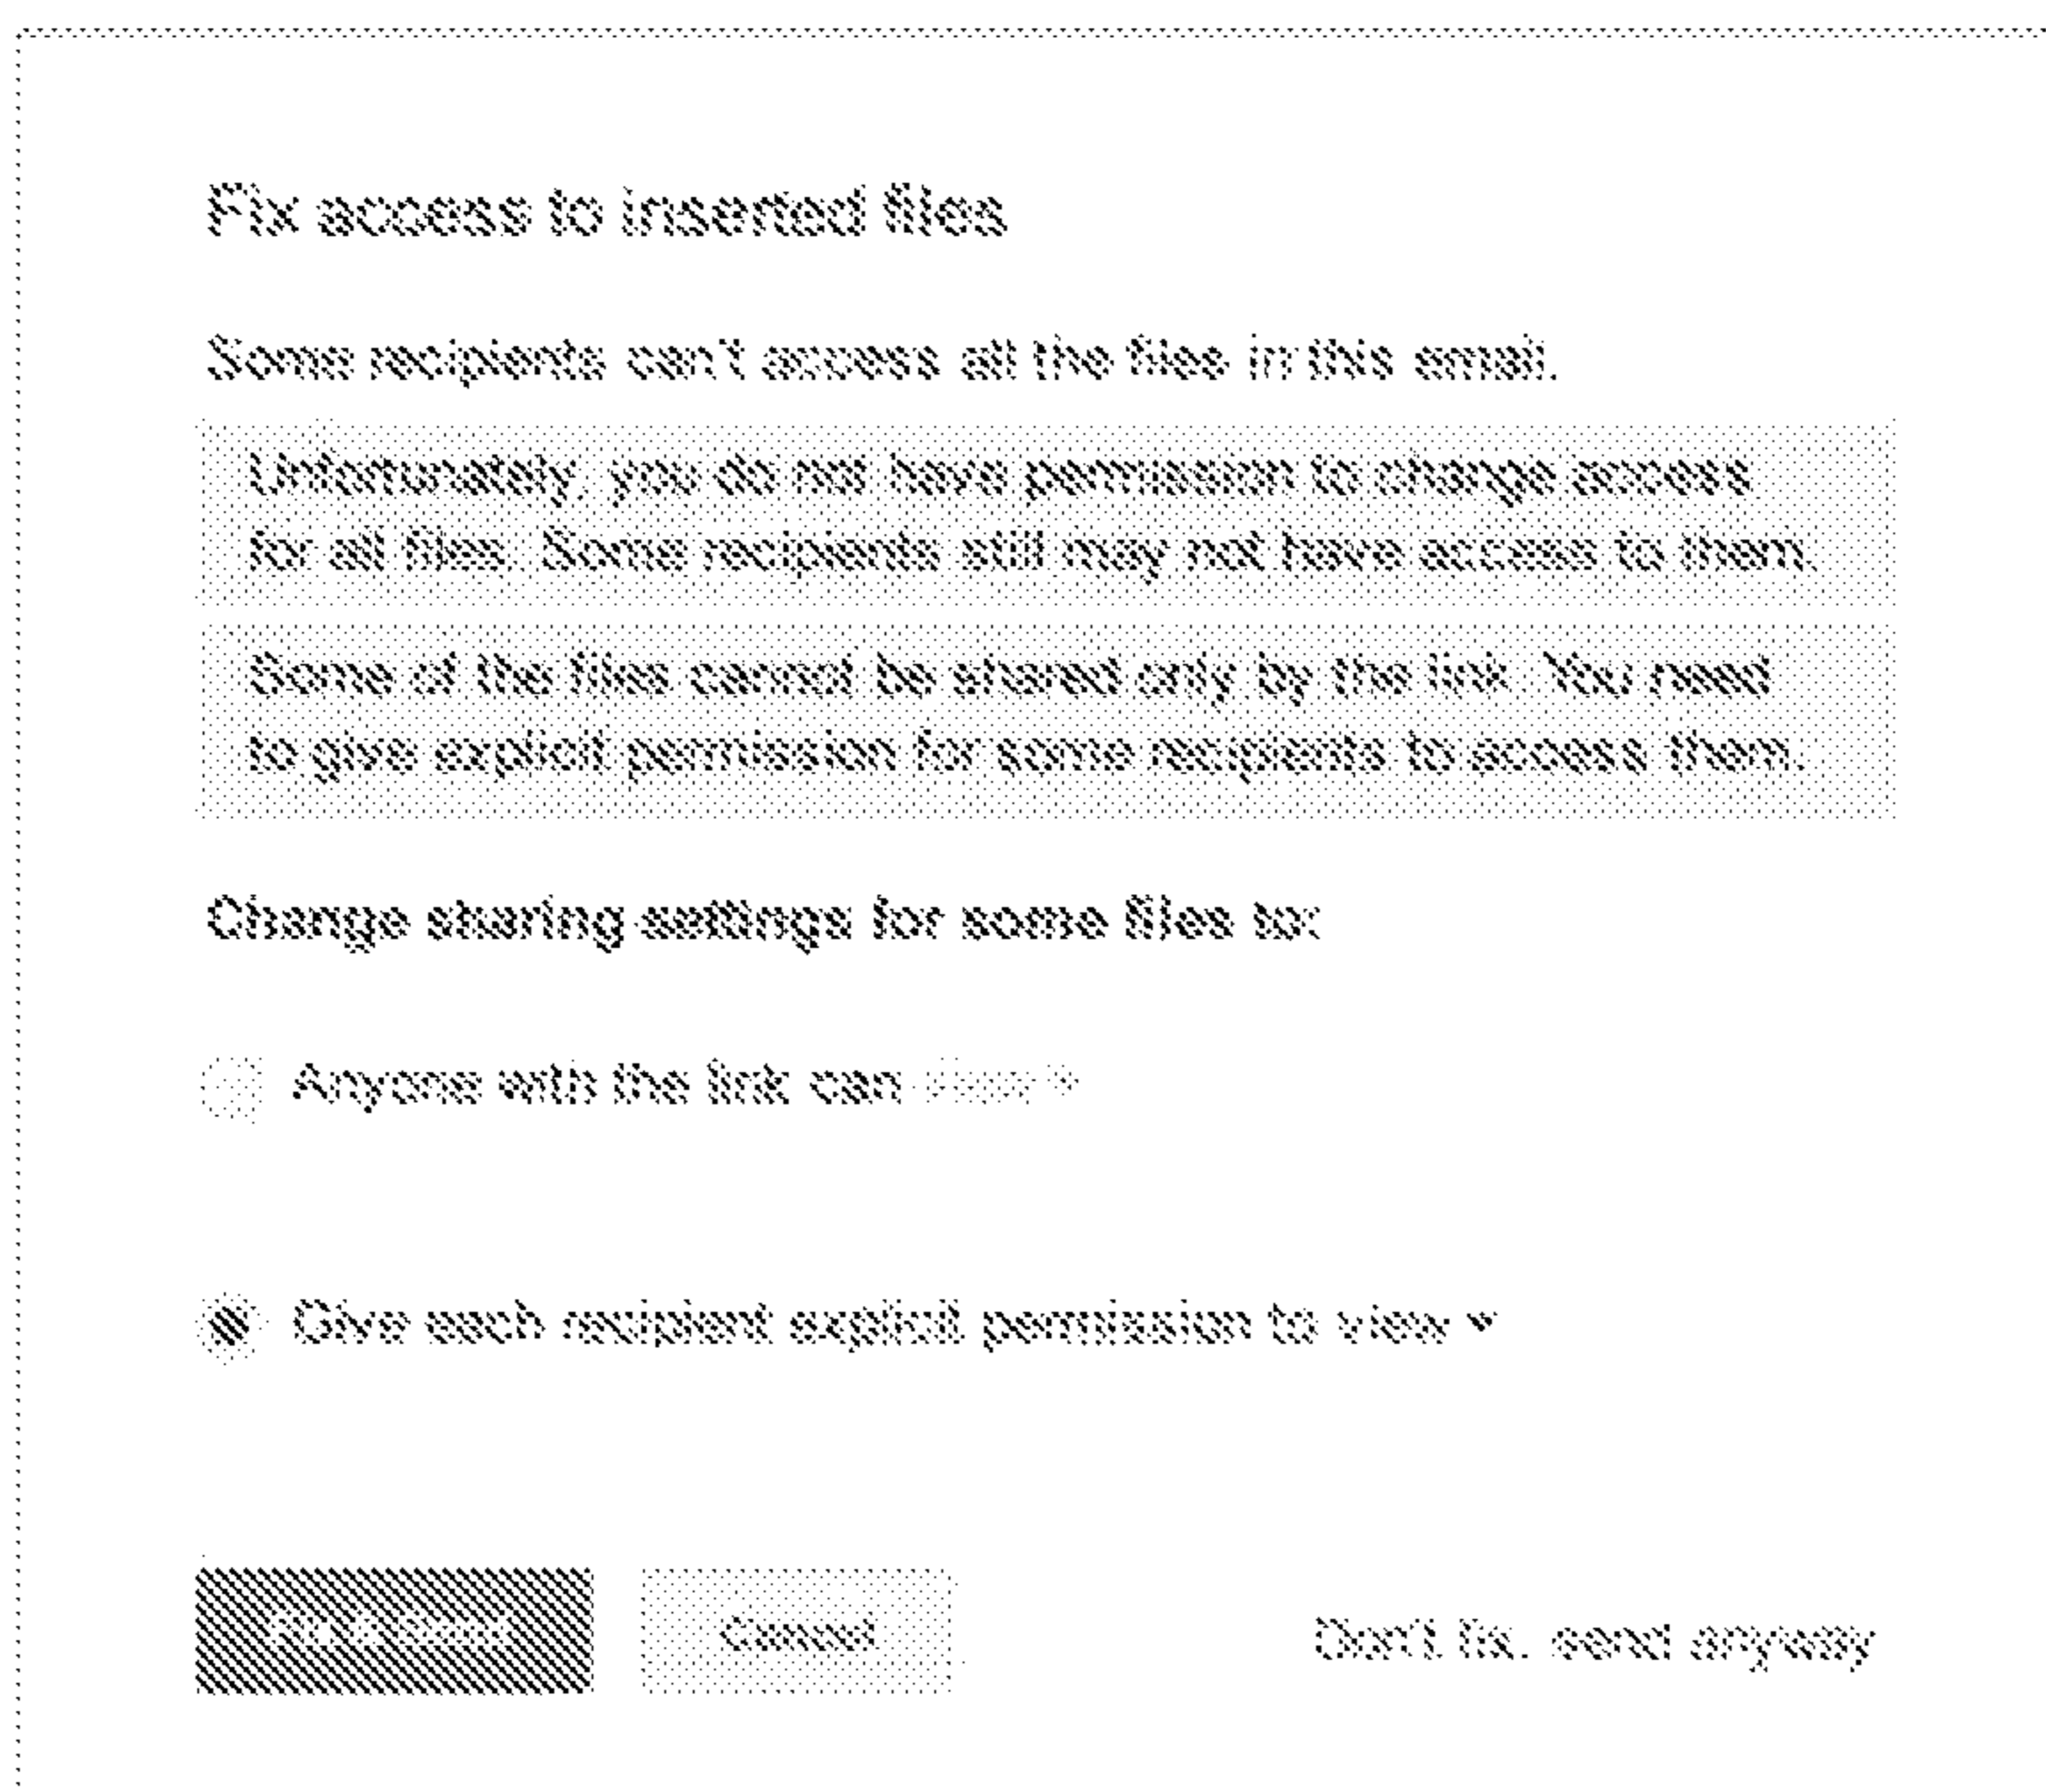 Fix access to inserted files
Some recipients can't access all the files in this email.
Unfortunately, you do not have permission to change access
for all files. Some recipients still may not have access to them.
Some of the files cannot be shared only by the link. You need
to give explicit permission for some recipients to access them.
Change sharing settings for some files to:
Anyone with the link can view
Give each recipient explicit permission to view
Fix & Send
Cancel
Don't fix, send anyway